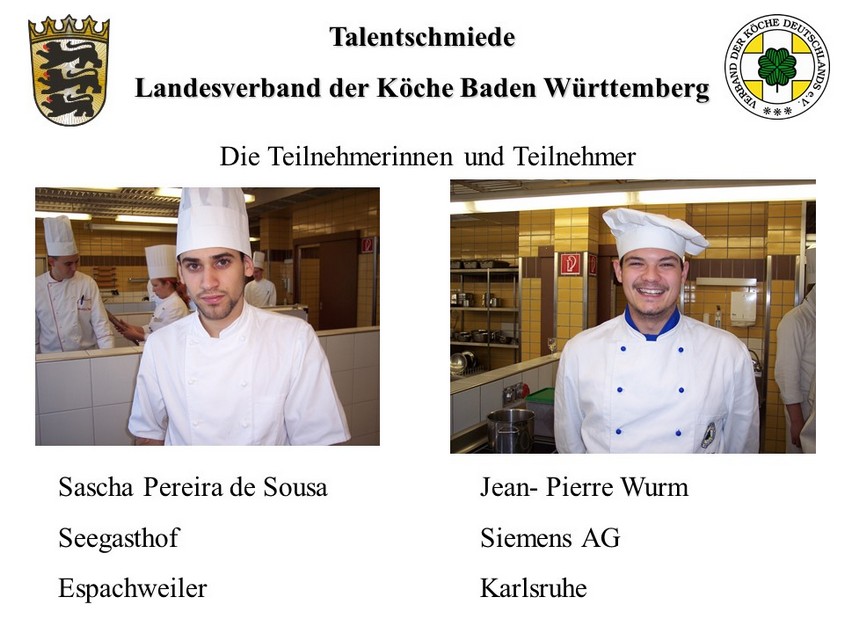 Talentschmiede
Landesverband der Köche Baden Württemberg
VERBAND DER KÖCHE DEUTSCHLANDS e.V.
Die Teilnehmerinnen und Teilnehmer
Sascha Pereira de Sousa
Seegasthof
Espachweiler
Jean- Pierre Wurm
Siemens AG
Karlsruhe